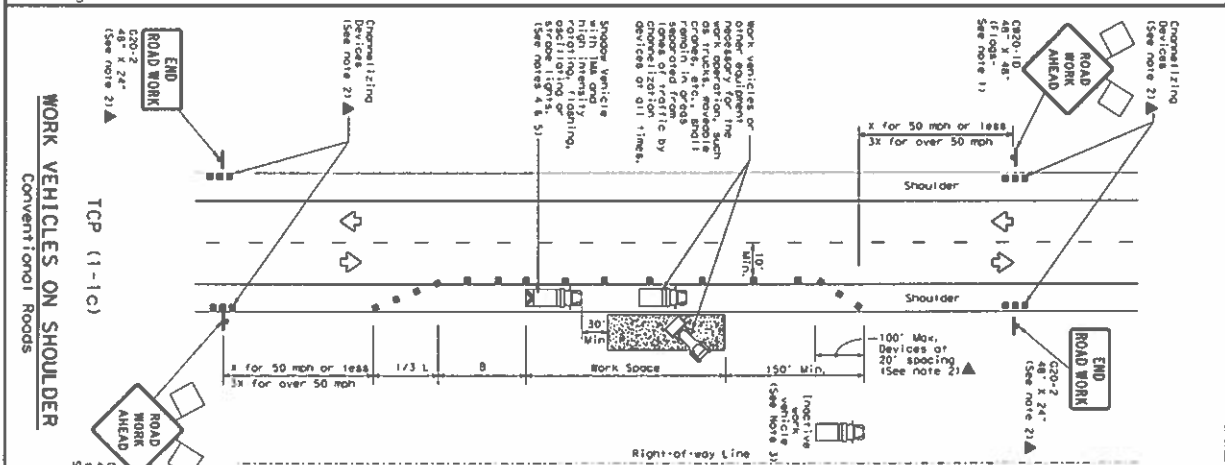 Channelizing
Devices
(See note 2)▲
ROAD
WORK
AHEAD
CW20-1D
48" X 48"
(Flags-
See note 1)
Work vehicles or
other equipment
necessary for the
work operation, such
as trucks, moveable
cranes, etc., shall
remain in areas
separated from
lanes of traffic by
channelization
devices at all times.
Shadow Vehicle
with TMA and
high intensity
rotating, flashing,
oscillating or
strobe lights.
(See notes 4 & 5)
Channelizing
Devices
(See note 2)▲
END
ROAD WORK
G20-2
48" X 24"
(See note 2)▲
X for 50 mph or less
3X for over 50 mph
Shoulder
10'
Min.
Shoulder
30'
Min
X for 50 mph or less
3X for over 50 mph
1/3 L
B
Work Space
150' Min.
100' Max,
Devices at
20' spacing
(See note 2)▲
END
ROAD WORK
G20-2
48" X 24"
(See note 2)▲
Inactive
work
vehicle
(See Note 3)
ROAD
WORK
AHEAD
Right-of-way Line
TCP (1-1c)
WORK VEHICLES ON SHOULDER
Conventional Roads